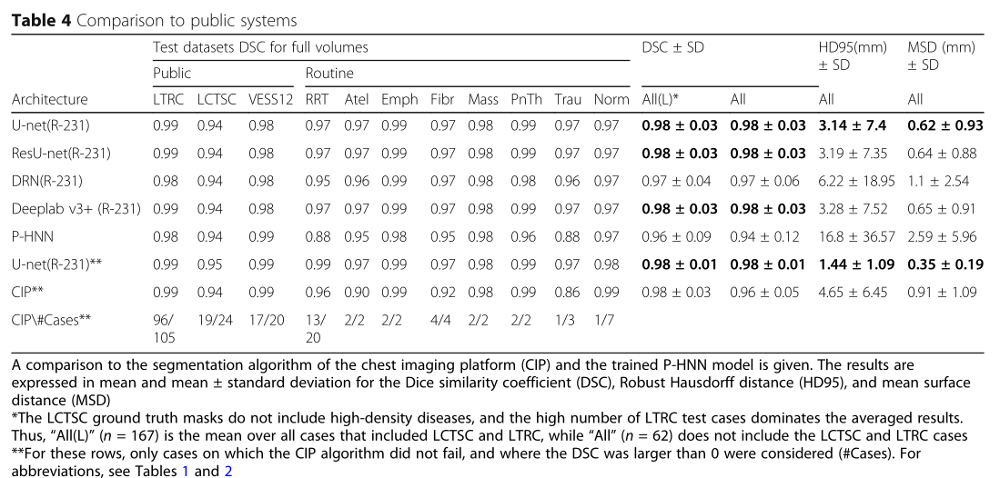 Table 4 Comparison to public systems
Test datasets DSC for full volumes DSC ± SD HD95(mm) ± SD MSD (mm) ± SD
Public Routine
Architecture LTRC LCTSC VESS12 RRT Atel Emph Fibr Mass PnTh Trau Norm All(L)* All All All
U-net(R-231) 0.99 0.94 0.98 0.97 0.97 0.99 0.97 0.98 0.99 0.97 0.97 0.98 ± 0.03 0.98 ± 0.03 3.14 ± 7.4 0.62 ± 0.93
ResU-net(R-231) 0.99 0.94 0.98 0.97 0.97 0.99 0.97 0.98 0.99 0.97 0.97 0.98 ± 0.03 0.98 ± 0.03 3.19 ± 7.35 0.64 ± 0.88
DRN(R-231) 0.98 0.94 0.98 0.95 0.96 0.99 0.97 0.98 0.98 0.96 0.97 0.97 ± 0.04 0.97 ± 0.06 6.22 ± 18.95 1.1 ± 2.54
Deeplab v3+ (R-231) 0.99 0.94 0.98 0.97 0.97 0.99 0.97 0.98 0.99 0.97 0.97 0.98 ± 0.03 0.98 ± 0.03 3.28 ± 7.52 0.65 ± 0.91
P-HNN 0.98 0.94 0.99 0.88 0.95 0.98 0.95 0.98 0.96 0.88 0.97 0.96 ± 0.09 0.94 ± 0.12 16.8 ± 36.57 2.59 ± 5.96
U-net(R-231)** 0.99 0.95 0.99 0.99 0.97 0.99 0.97 0.98 0.99 0.97 0.98 0.98 ± 0.01 0.98 ± 0.01 1.44 ± 1.09 0.35 ± 0.19
CIP** 0.99 0.94 0.99 0.96 0.90 0.99 0.92 0.98 0.99 0.86 0.99 0.98 ± 0.03 0.96 ± 0.05 4.65 ± 6.45 0.91 ± 1.09
CIP\#Cases** 96/105 19/24 17/20 13/20 2/2 2/2 4/4 2/2 2/2 1/3 1/7
A comparison to the segmentation algorithm of the chest imaging platform (CIP) and the trained P-HNN model is given. The results are
expressed in mean and mean ± standard deviation for the Dice similarity coefficient (DSC), Robust Hausdorff distance (HD95), and mean surface
distance (MSD)
*The LCTSC ground truth masks do not include high-density diseases, and the high number of LTRC test cases dominates the averaged results.
Thus, “All(L)” (n = 167) is the mean over all cases that included LCTSC and LTRC, while “All” (n = 62) does not include the LCTSC and LTRC cases
**For these rows, only cases on which the CIP algorithm did not fail, and where the DSC was larger than 0 were considered (#Cases). For
abbreviations, see Tables 1 and 2